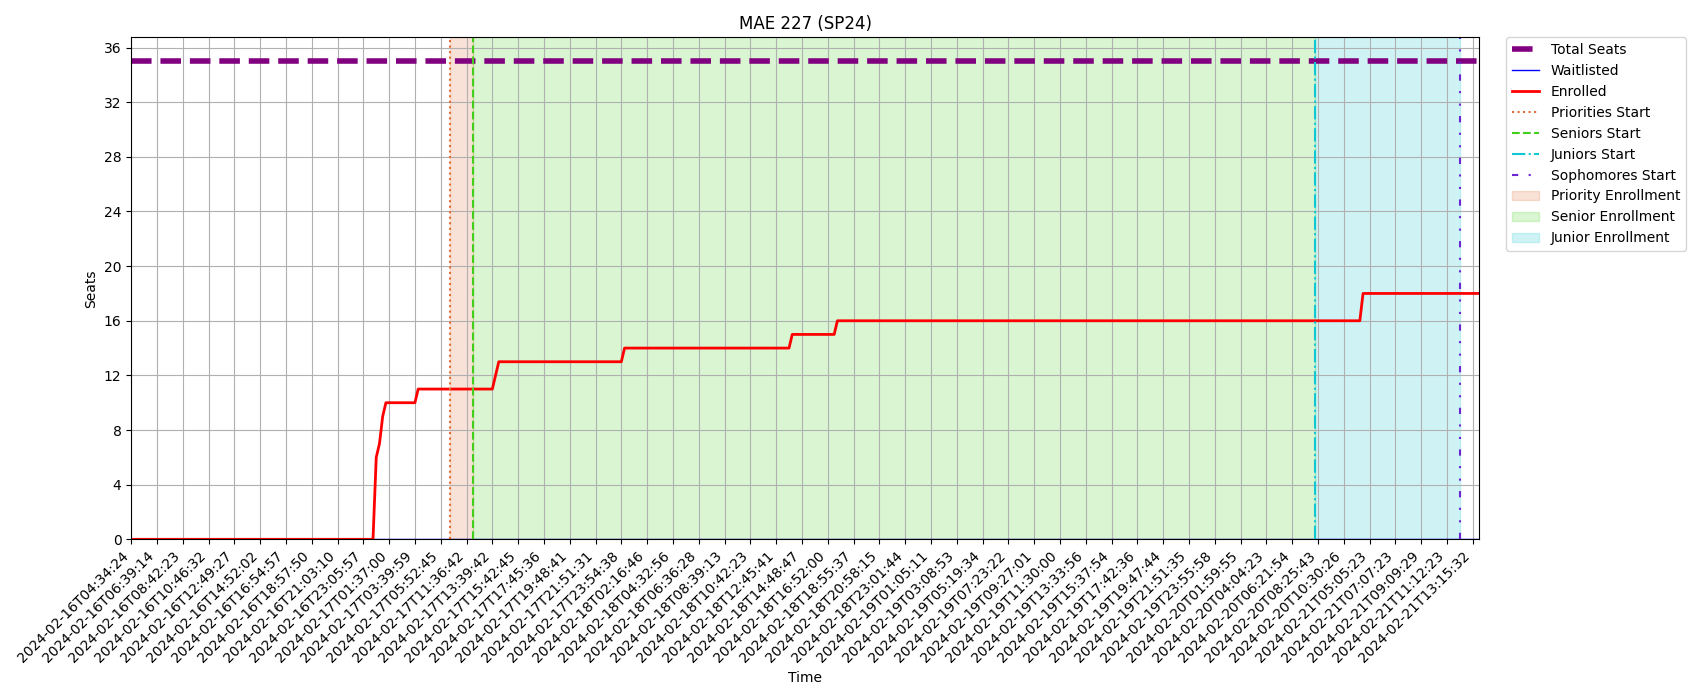 MAE 227 (SP24)
Seats
36
32
28
24
20
16
12
8
4
0
2024-02-16T04:34:24
2024-02-16T06:39:14
2024-02-16T08:42:23
2024-02-16T10:46:32
2024-02-16T12:49:27
2024-02-16T14:52:02
2024-02-16T16:54:57
2024-02-16T18:57:50
2024-02-16T21:03:10
2024-02-16T23:05:57
2024-02-17T01:37:00
2024-02-17T03:39:59
2024-02-17T05:52:45
2024-02-17T11:36:42
2024-02-17T13:39:42
2024-02-17T15:42:45
2024-02-17T17:45:36
2024-02-17T19:48:41
2024-02-17T21:51:31
2024-02-17T23:54:38
2024-02-18T02:16:46
2024-02-18T04:32:56
2024-02-18T06:36:28
2024-02-18T08:39:13
2024-02-18T10:42:23
2024-02-18T12:45:41
2024-02-18T14:48:47
2024-02-18T16:52:00
2024-02-18T18:55:37
2024-02-18T20:58:15
2024-02-18T23:01:44
2024-02-19T01:05:11
2024-02-19T03:08:53
2024-02-19T05:19:34
2024-02-19T07:23:22
2024-02-19T09:27:01
2024-02-19T11:30:00
2024-02-19T13:33:56
2024-02-19T15:37:54
2024-02-19T17:42:36
2024-02-19T19:47:44
2024-02-19T21:51:35
2024-02-19T23:55:58
2024-02-20T01:59:55
2024-02-20T04:04:23
2024-02-20T06:21:54
2024-02-20T08:25:43
2024-02-20T10:30:26
2024-02-21T05:05:23
2024-02-21T07:07:23
2024-02-21T09:09:29
2024-02-21T11:12:23
2024-02-21T13:15:32
Time
Total Seats
Waitlisted
Enrolled
Priorities Start
Seniors Start
Juniors Start
Sophomores Start
Priority Enrollment
Senior Enrollment
Junior Enrollment